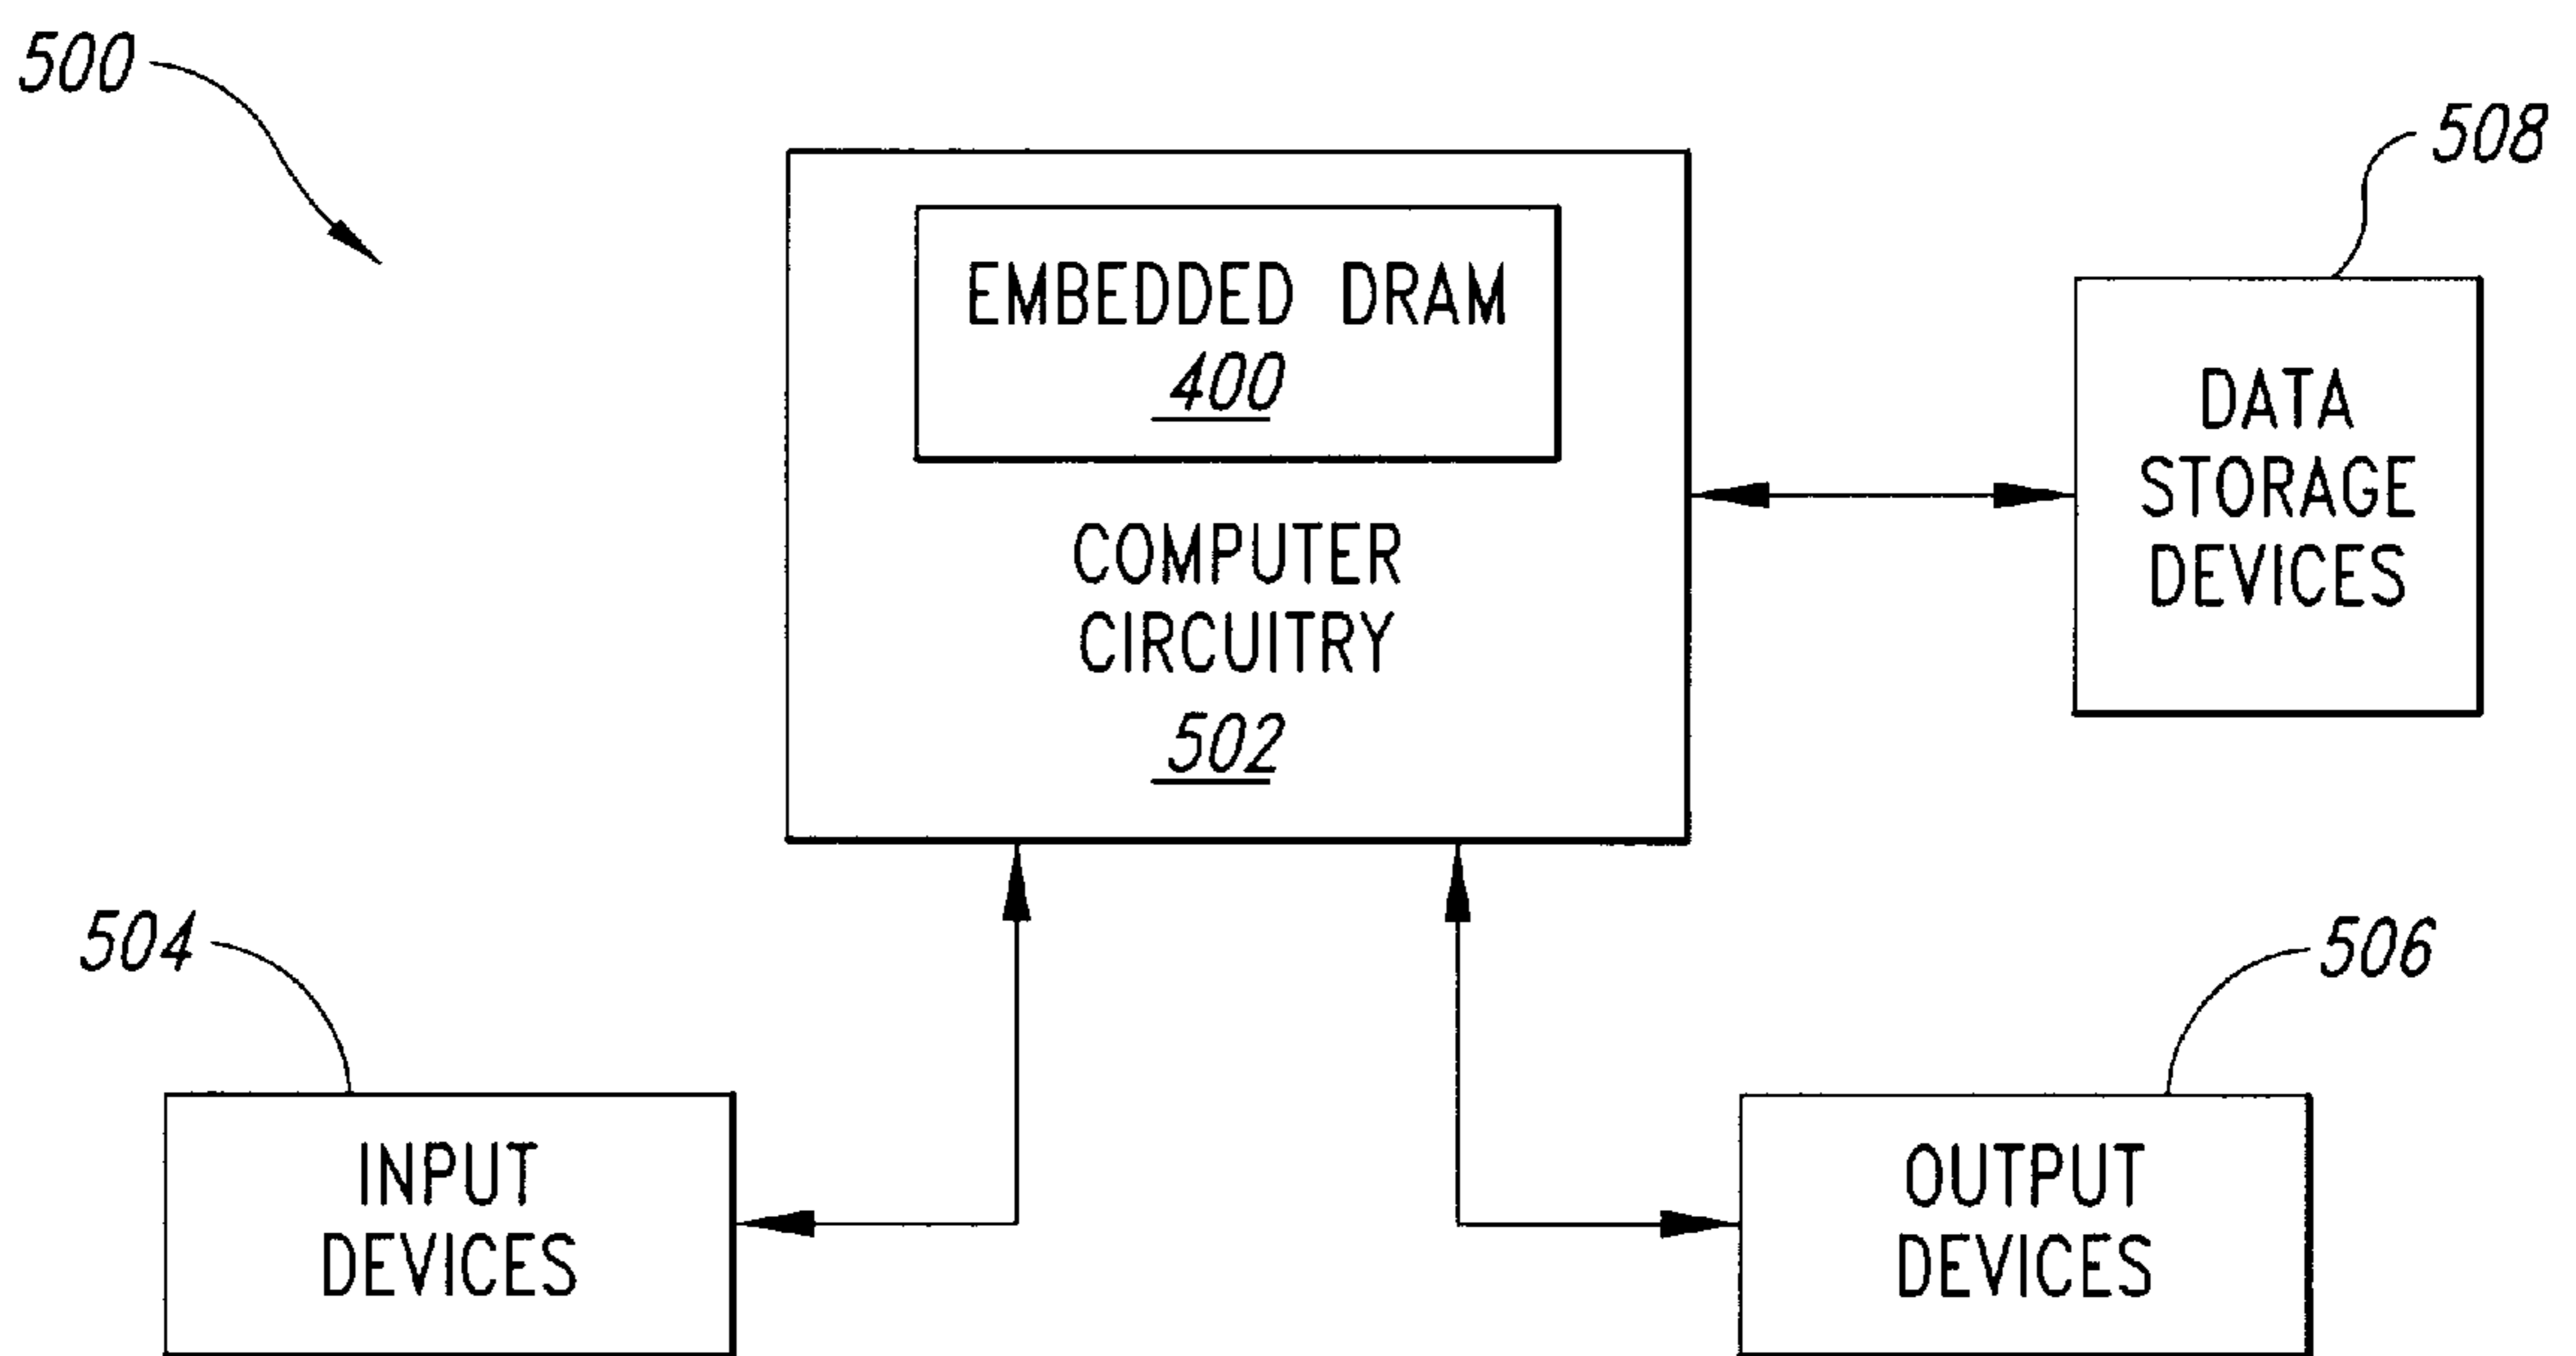 500
508
EMBEDDED DRAM
400
DATA
STORAGE
DEVICES
COMPUTER
CIRCUITRY
502
504
506
INPUT
DEVICES
OUTPUT
DEVICES